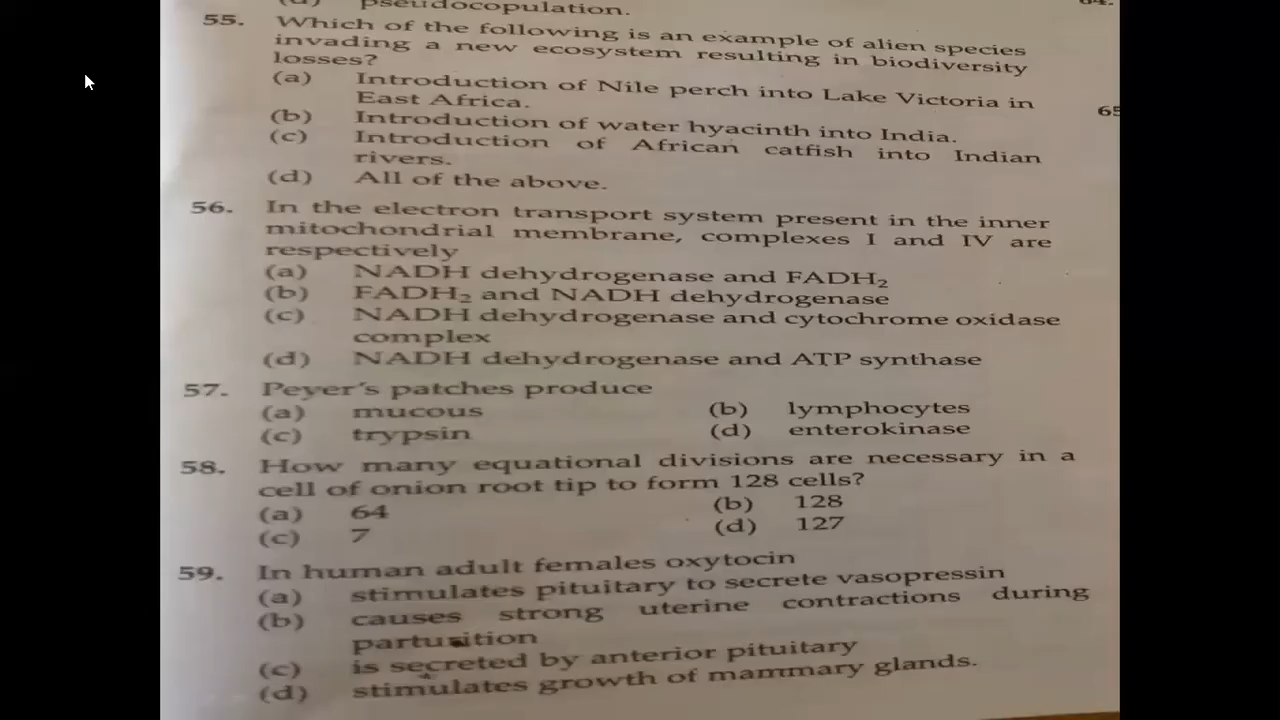 (d) pseudocopulation.
64.
55. Which of the following is an example of alien species
invading a new ecosystem resulting in biodiversity
losses?
(a) Introduction of Nile perch into Lake Victoria in
East Africa.
65
(b) Introduction of water hyacinth into India.
(c) Introduction of African catfish into Indian
rivers.
(d) All of the above.
56. In the electron transport system present in the inner
mitochondrial membrane, complexes I and IV are
respectively
(a) NADH dehydrogenase and FADH₂
(b) FADH₂ and NADH dehydrogenase
(c) NADH dehydrogenase and cytochrome oxidase
complex
(d) NADH dehydrogenase and ATP synthase
57. Peyer's patches produce
(a) mucous (b) lymphocytes
(c) trypsin (d) enterokinase
58. How many equational divisions are necessary in a
cell of onion root tip to form 128 cells?
(a) 64 (b) 128
(c) 7 (d) 127
59. In human adult females oxytocin
(a) stimulates pituitary to secrete vasopressin
(b) causes strong uterine contractions during
parturition
(c) is secreted by anterior pituitary
(d) stimulates growth of mammary glands.